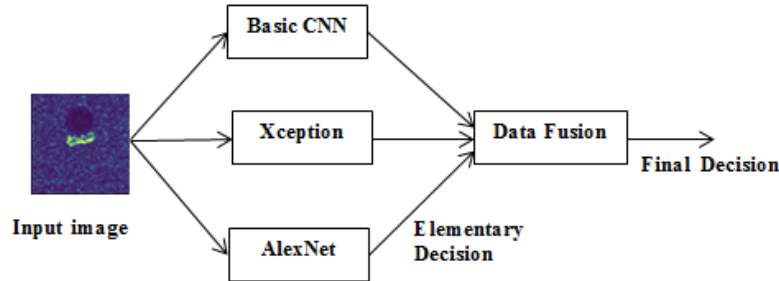 Basic CNN
Xception
Data Fusion
Final Decision
Input image
AlexNet
Elementary
Decision